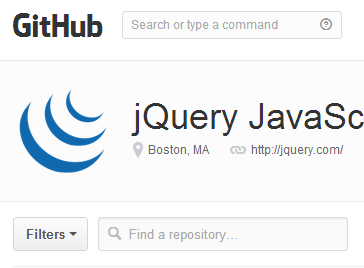 GitHub
Search or type a command
jQuery JavaSc
Boston, MA
http://jquery.com/
Filters
Find a repository...